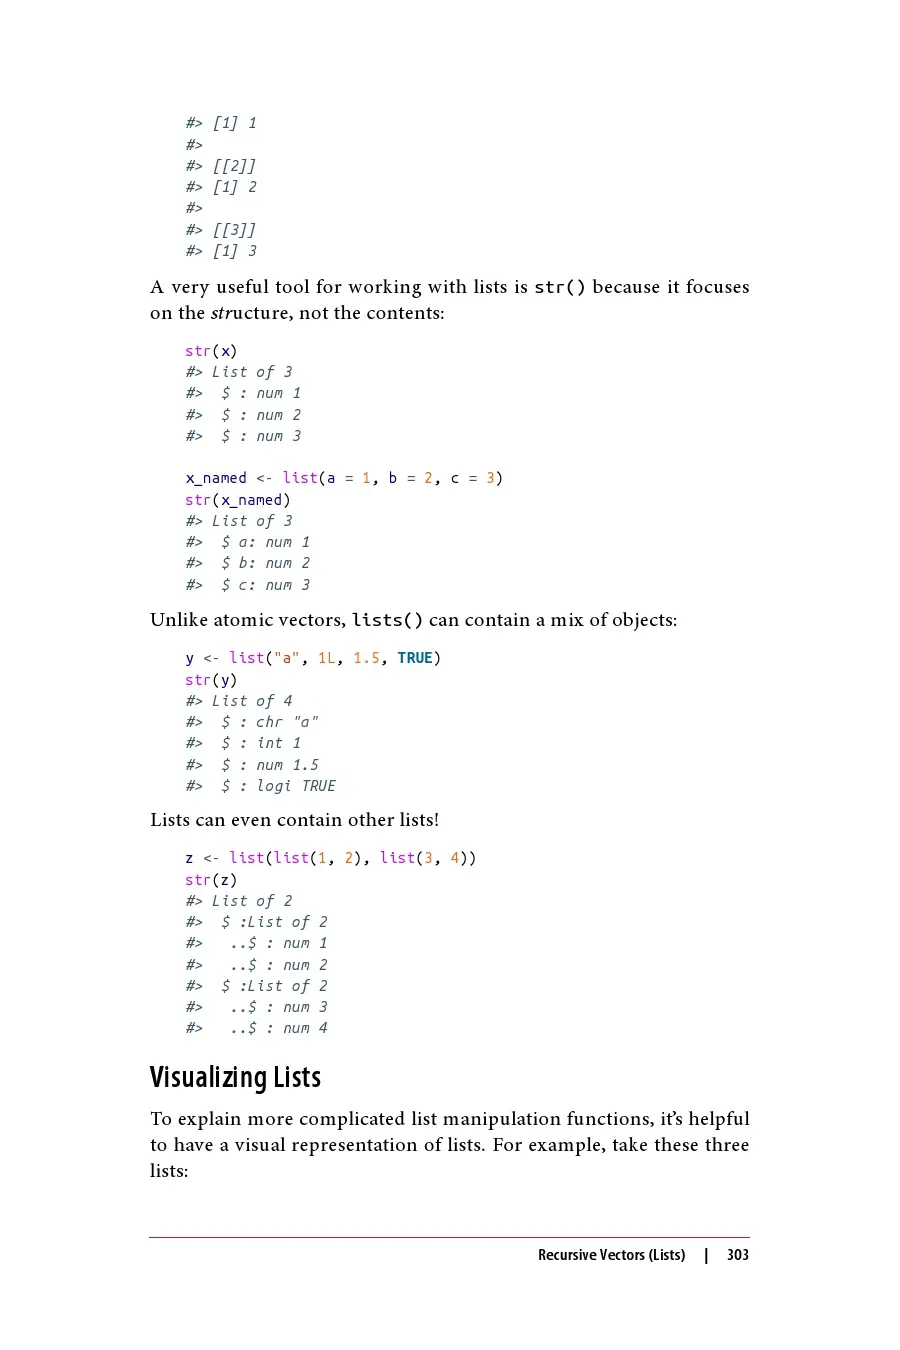 #> [1] 1
#>
#> [[2]]
#> [1] 2
#>
#> [[3]]
#> [1] 3
A very useful tool for working with lists is str() because it focuses
on the structure, not the contents:
str(x)
#> List of 3
#>  $ : num 1
#>  $ : num 2
#>  $ : num 3
x_named <- list(a = 1, b = 2, c = 3)
str(x_named)
#> List of 3
#>  $ a: num 1
#>  $ b: num 2
#>  $ c: num 3
Unlike atomic vectors, lists() can contain a mix of objects:
y <- list("a", 1L, 1.5, TRUE)
str(y)
#> List of 4
#>  $ : chr "a"
#>  $ : int 1
#>  $ : num 1.5
#>  $ : logi TRUE
Lists can even contain other lists!
z <- list(list(1, 2), list(3, 4))
str(z)
#> List of 2
#>  $ :List of 2
#>   ..$ : num 1
#>   ..$ : num 2
#>  $ :List of 2
#>   ..$ : num 3
#>   ..$ : num 4
Visualizing Lists
To explain more complicated list manipulation functions, it’s helpful
to have a visual representation of lists. For example, take these three
lists:
Recursive Vectors (Lists) | 303